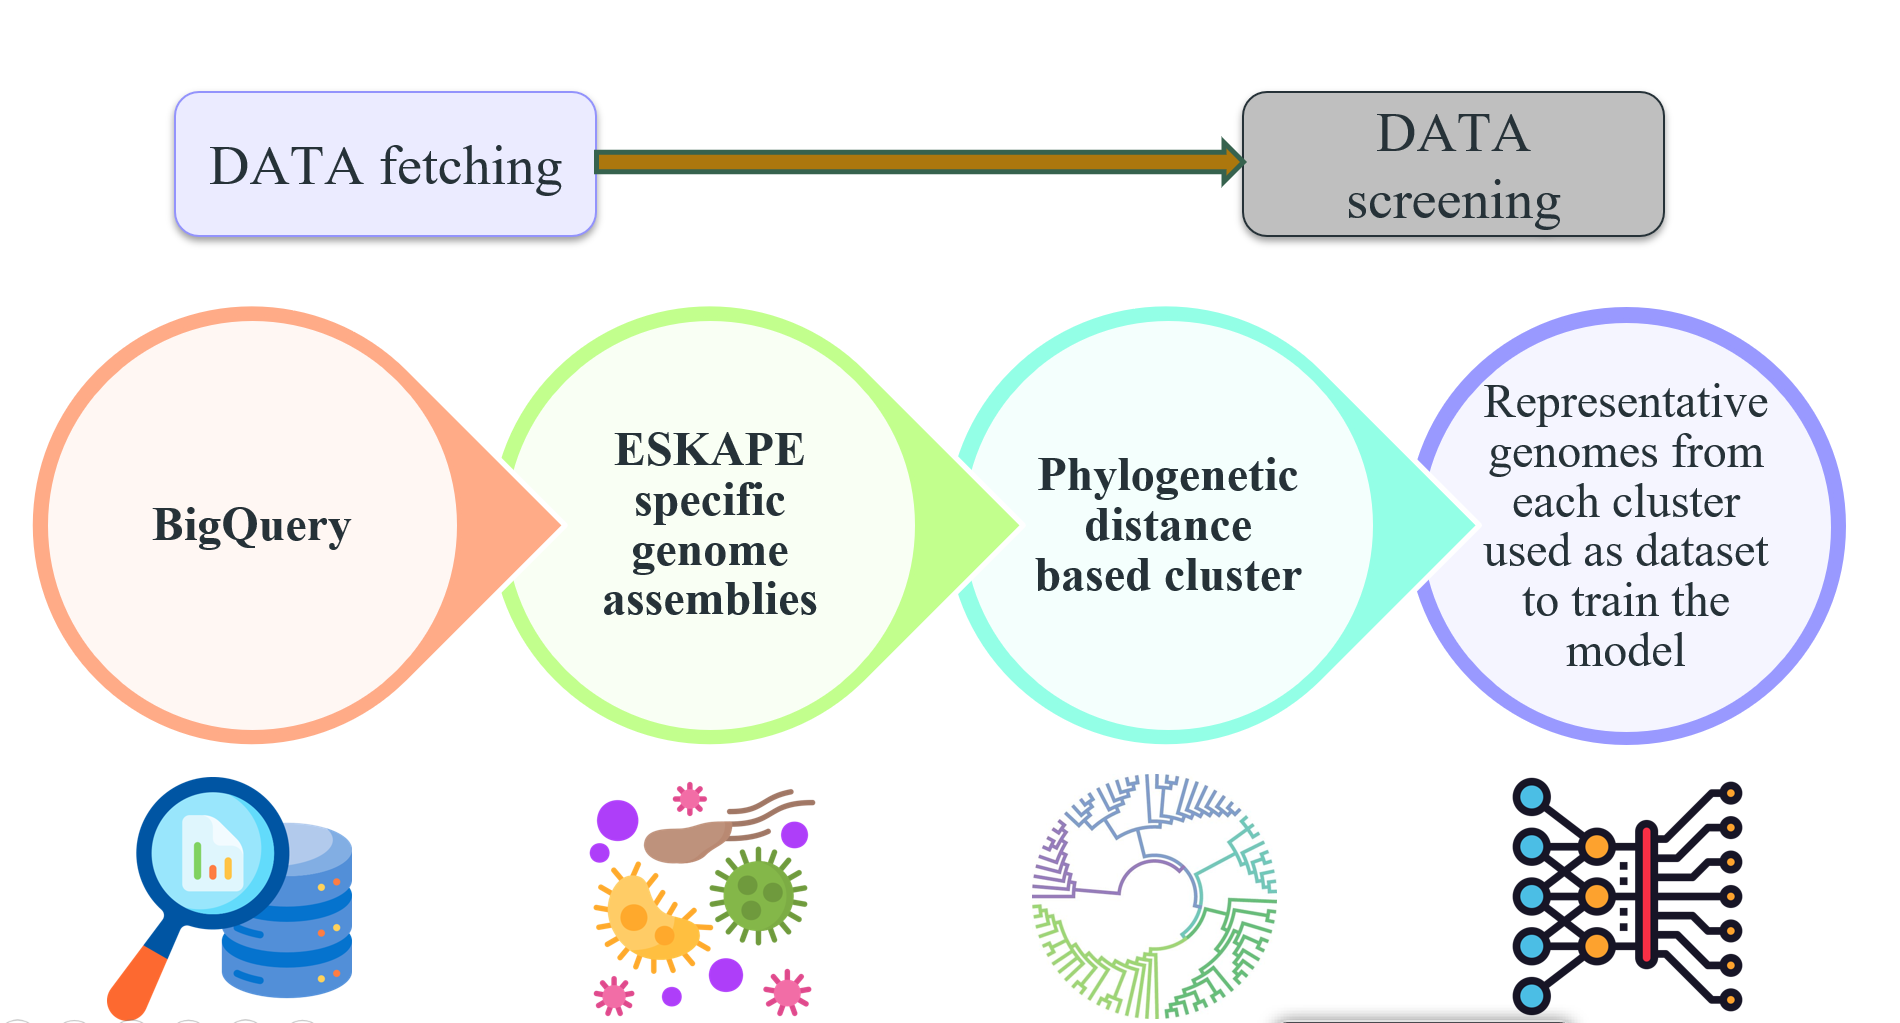 DATA fetching
DATA
screening
BigQuery
ESKAPE
specific
genome
assemblies
Phylogenetic
distance
based cluster
Representative
genomes from
each cluster
used as dataset
to train the
model